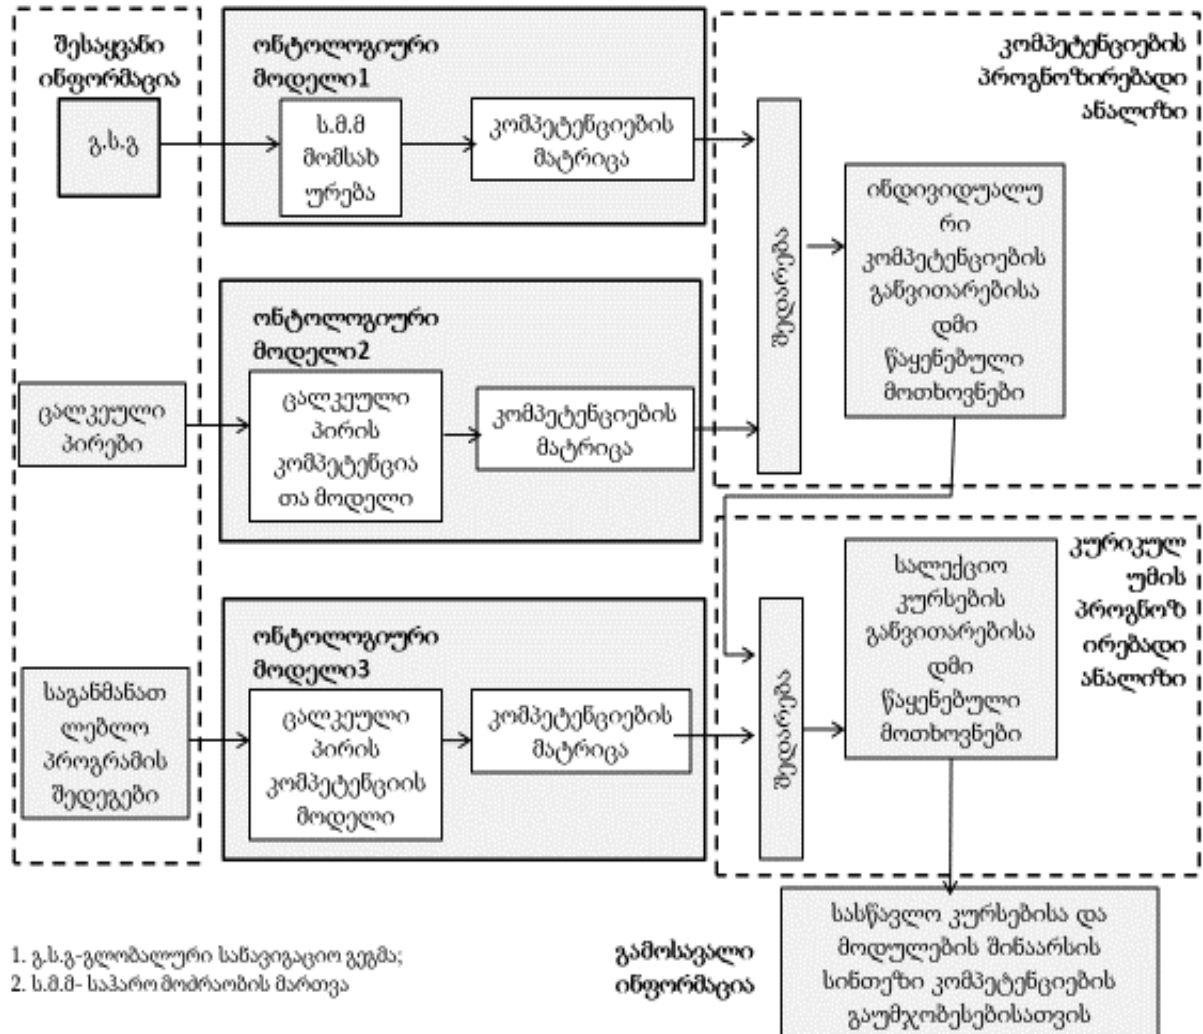 შესაყვანი
ინფორმაცია
გ.ს.გ
ონტოლოგიური
მოდელი1
ს.მ.მ
მომსახ
ურება
კომპეტენციების
მატრიცა
კომპეტენციების
პროგნოზირებადი
ანალიზი
შედარება
ინდივიდუალუ
რი
კომპეტენციების
განვითარებისა
დმი
წაყენებული
მოთხოვნები
ცალკეული
პირები
ონტოლოგიური
მოდელი2
ცალკეული
პირის
კომპეტენცია
თა მოდელი
კომპეტენციების
მატრიცა
საგანმანათ
ლებლო
პროგრამის
შედეგები
ონტოლოგიური
მოდელი3
ცალკეული
პირის
კომპეტენციის
მოდელი
კომპეტენციების
მატრიცა
შედარება
სალექციო
კურსების
განვითარებისა
დმი
წაყენებული
მოთხოვნები
კურიკულ
უმის
პროგნოზ
ირებადი
ანალიზი
1. გ.ს.გ-გლობალური სანავიგაციო გეგმა;
2. ს.მ.მ- საჰარო მოძრაობის მართვა
გამოსავალი
ინფორმაცია
სასწავლო კურსებისა და
მოდულების შინაარსის
სინთეზი კომპეტენციების
გაუმჯობესებისათვის